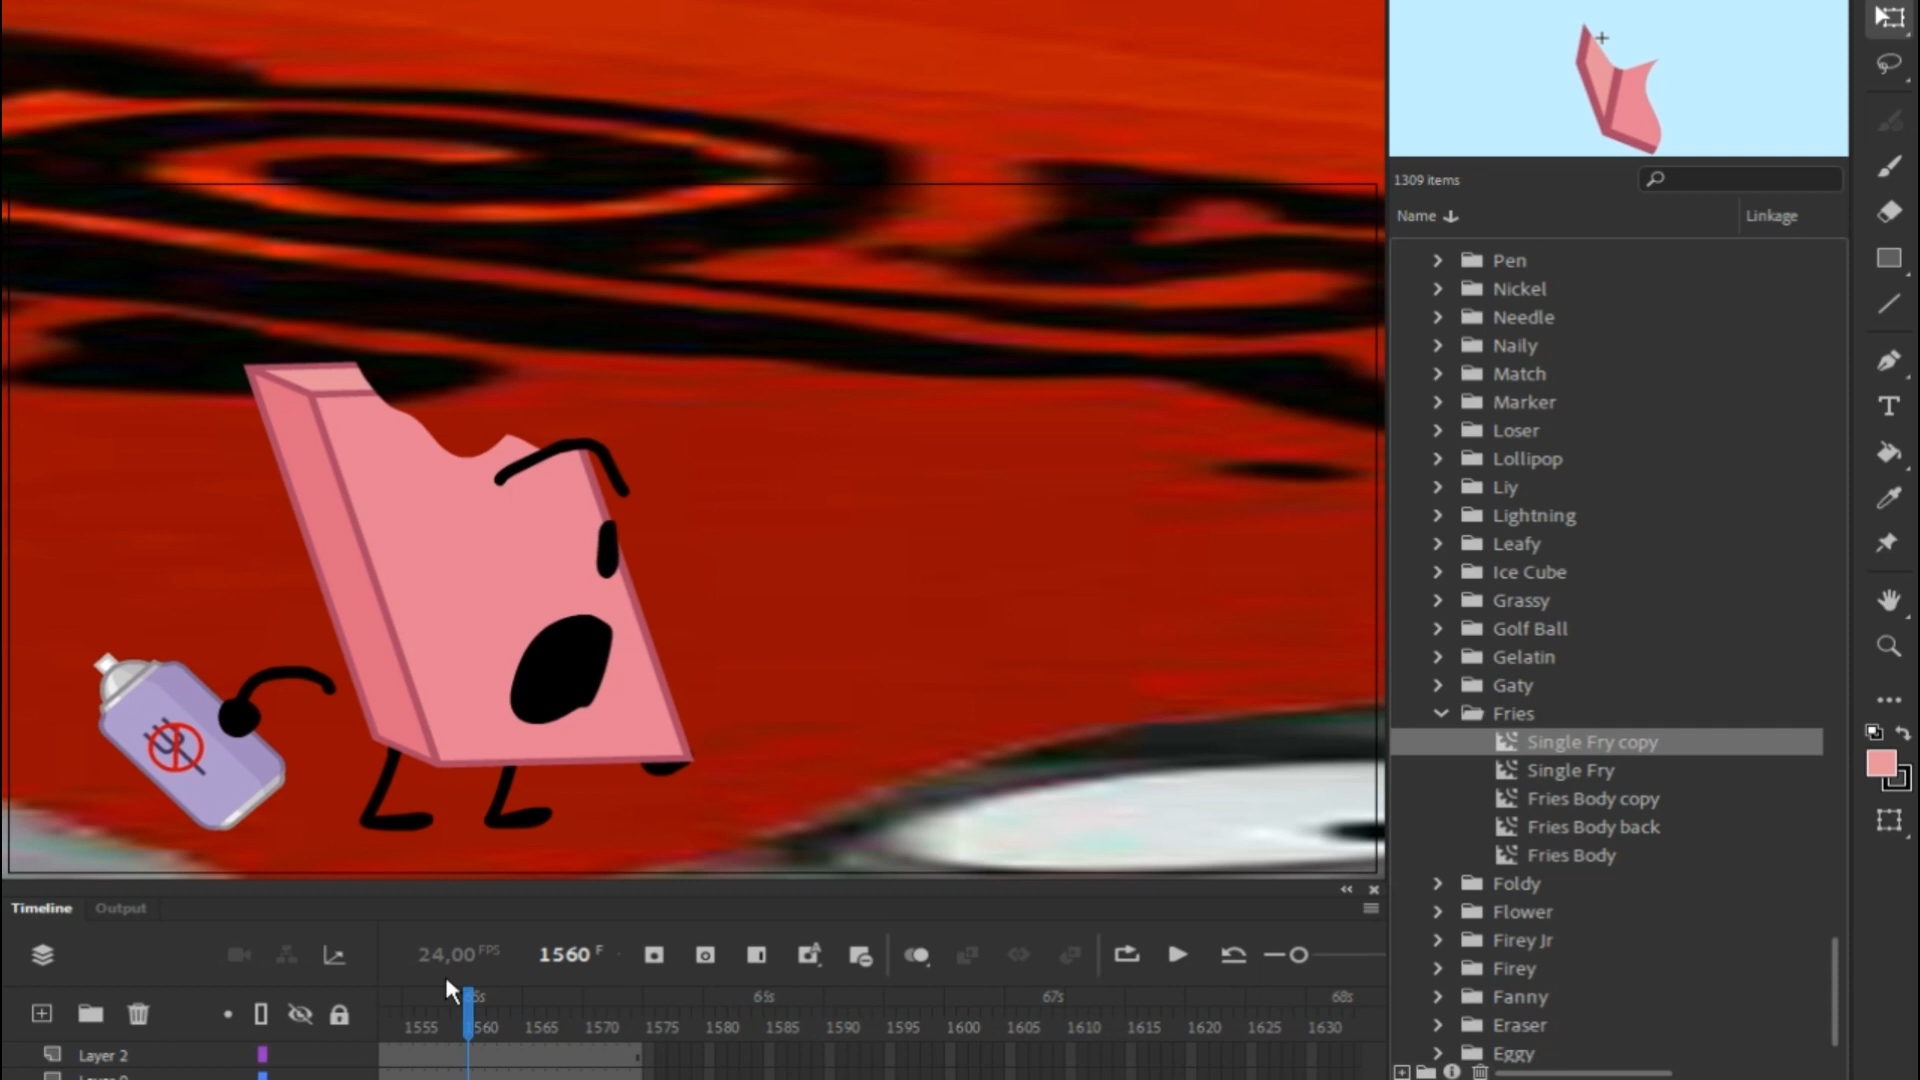 1309 items
Name
Linkage
Pen
Nickel
Needle
Naily
Match
Marker
Loser
Lollipop
Liy
Lightning
Leafy
Ice Cube
Grassy
Golf Ball
Gelatin
Gaty
Fries
Single Fry copy
Single Fry
Fries Body copy
Fries Body back
Fries Body
Foldy
Flower
Firey Jr
Firey
Fanny
Eraser
Eggy
Timeline
Output
24,00 FPS
1560 F
67s
68s
1555
1560
1565
1570
1575
1580
1585
1590
1595
1600
1605
1610
1615
1620
1625
1630
Layer 2